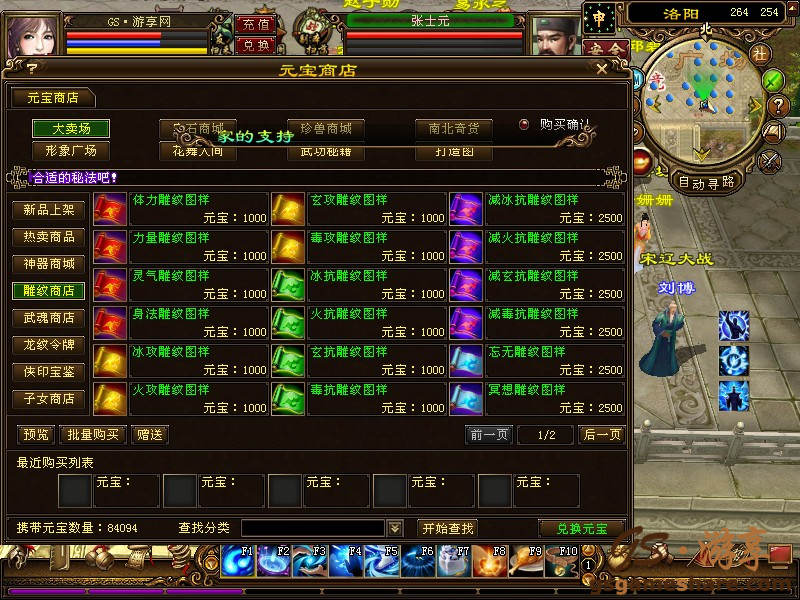 GS·游享网
充值
兑换
张士元
安全
申
洛阳 264 254
北
社
自动寻路
元宝商店
元宝商店
大卖场
珍兽商城
南北奇货
购买确认
家的支持
形象广场
花舞人间
武功秘籍
打造图
合适的秘法吧!
新品上架
热卖商品
神器商城
雕纹商店
武魂商店
龙纹令牌
侠印宝鉴
子女商店
体力雕纹图样
元宝:1000
玄攻雕纹图样
元宝:1000
减冰抗雕纹图样
元宝:2500
力量雕纹图样
元宝:1000
毒攻雕纹图样
元宝:1000
减火抗雕纹图样
元宝:2500
灵气雕纹图样
元宝:1000
冰抗雕纹图样
元宝:1000
减玄抗雕纹图样
元宝:2500
身法雕纹图样
元宝:1000
火抗雕纹图样
元宝:1000
减毒抗雕纹图样
元宝:2500
冰攻雕纹图样
元宝:1000
玄抗雕纹图样
元宝:1000
忘无雕纹图样
元宝:2500
火攻雕纹图样
元宝:1000
毒抗雕纹图样
元宝:1000
冥想雕纹图样
元宝:2500
预览
批量购买
赠送
前一页
1/2
后一页
最近购买列表
元宝:
元宝:
元宝:
元宝:
元宝:
携带元宝数量:84094
查找分类
开始查找
兑换元宝
姗姗
宋辽大战
刘博
F1 F2 F3 F4 F5 F6 F7 F8 F9 F10
1
GS·游享